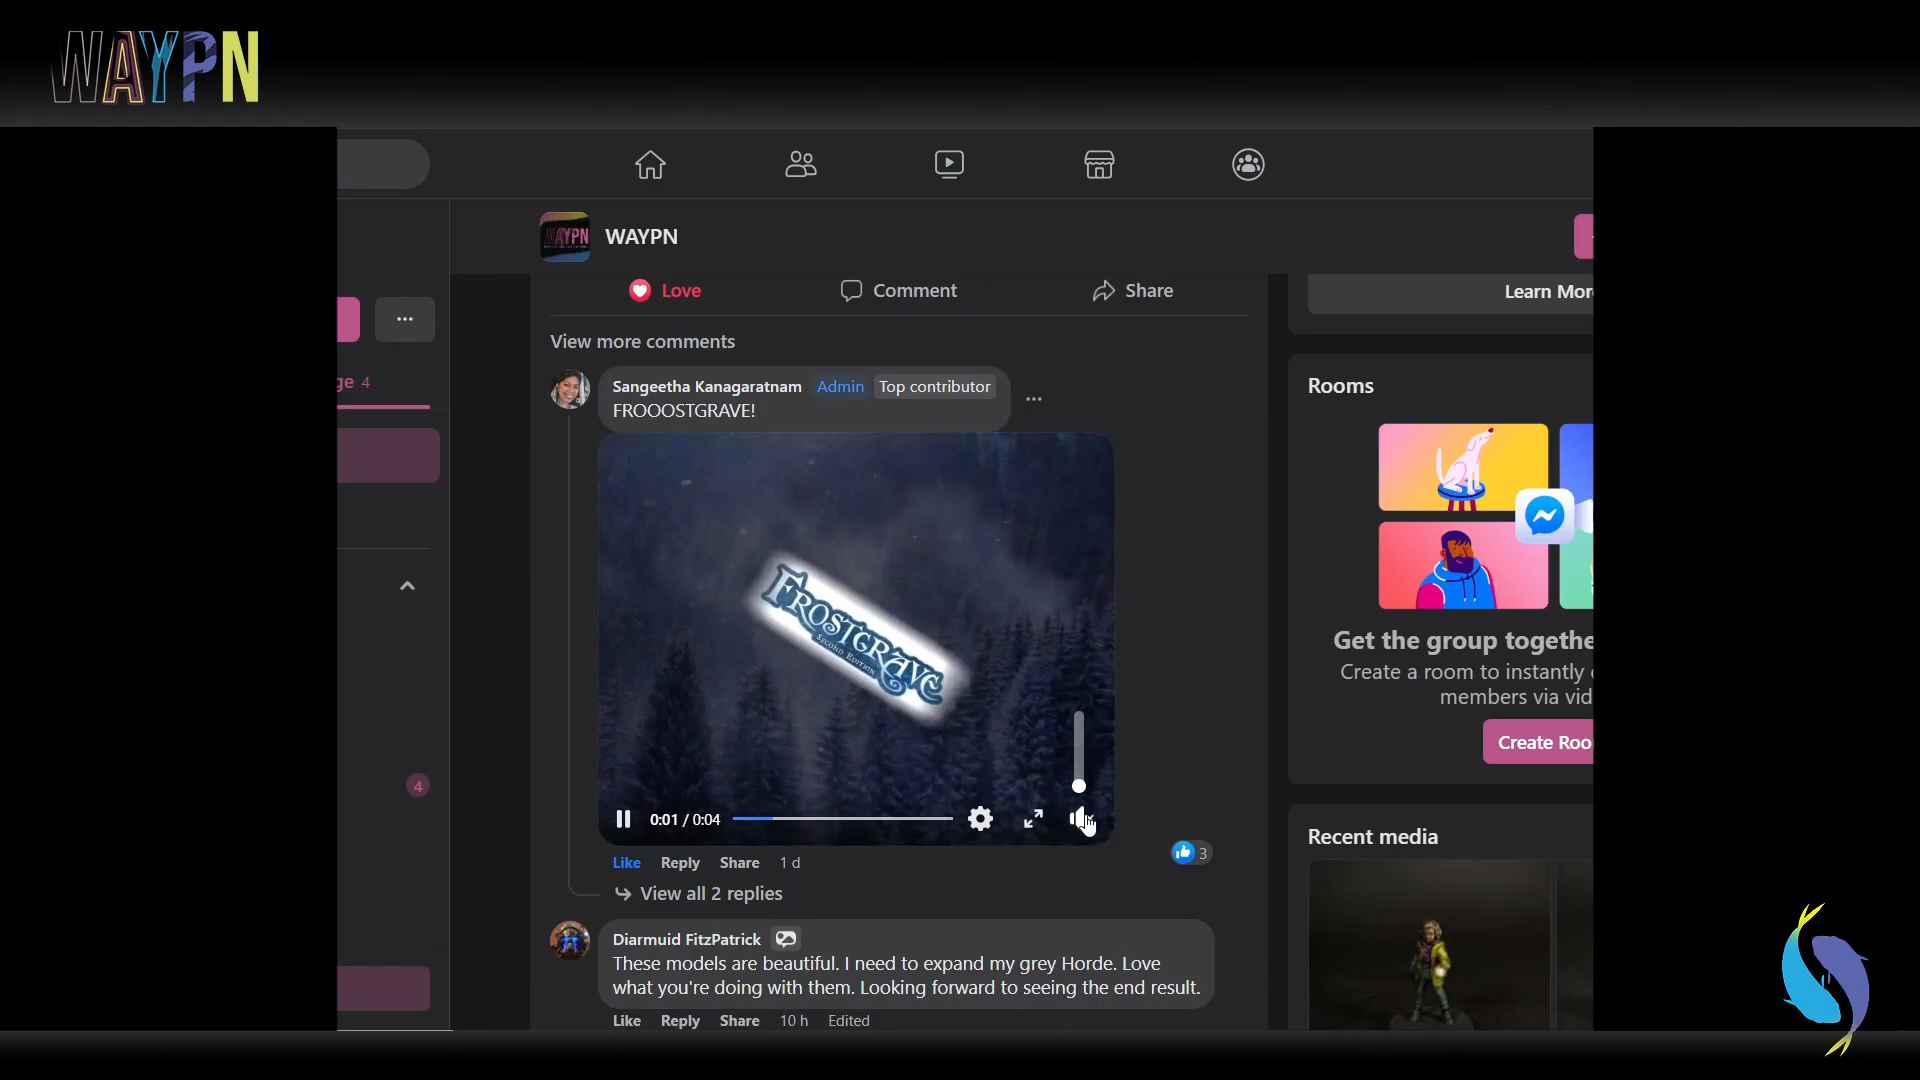 WAYPN
WAYPN
WAYPN
Love
Comment
Share
Learn Mor
View more comments
ge 4
Sangeetha Kanagaratnam Admin Top contributor
FROOOSTGRAVE!
FROSTGRAVE
SECOND EDITION
0:01 / 0:04
Like Reply Share 1 d
3
View all 2 replies
Diarmuid FitzPatrick
These models are beautiful. I need to expand my grey Horde. Love
what you're doing with them. Looking forward to seeing the end result.
Like Reply Share 10 h Edited
4
Rooms
Get the group togethe
Create a room to instantly
members via vid
Create Roo
Recent media